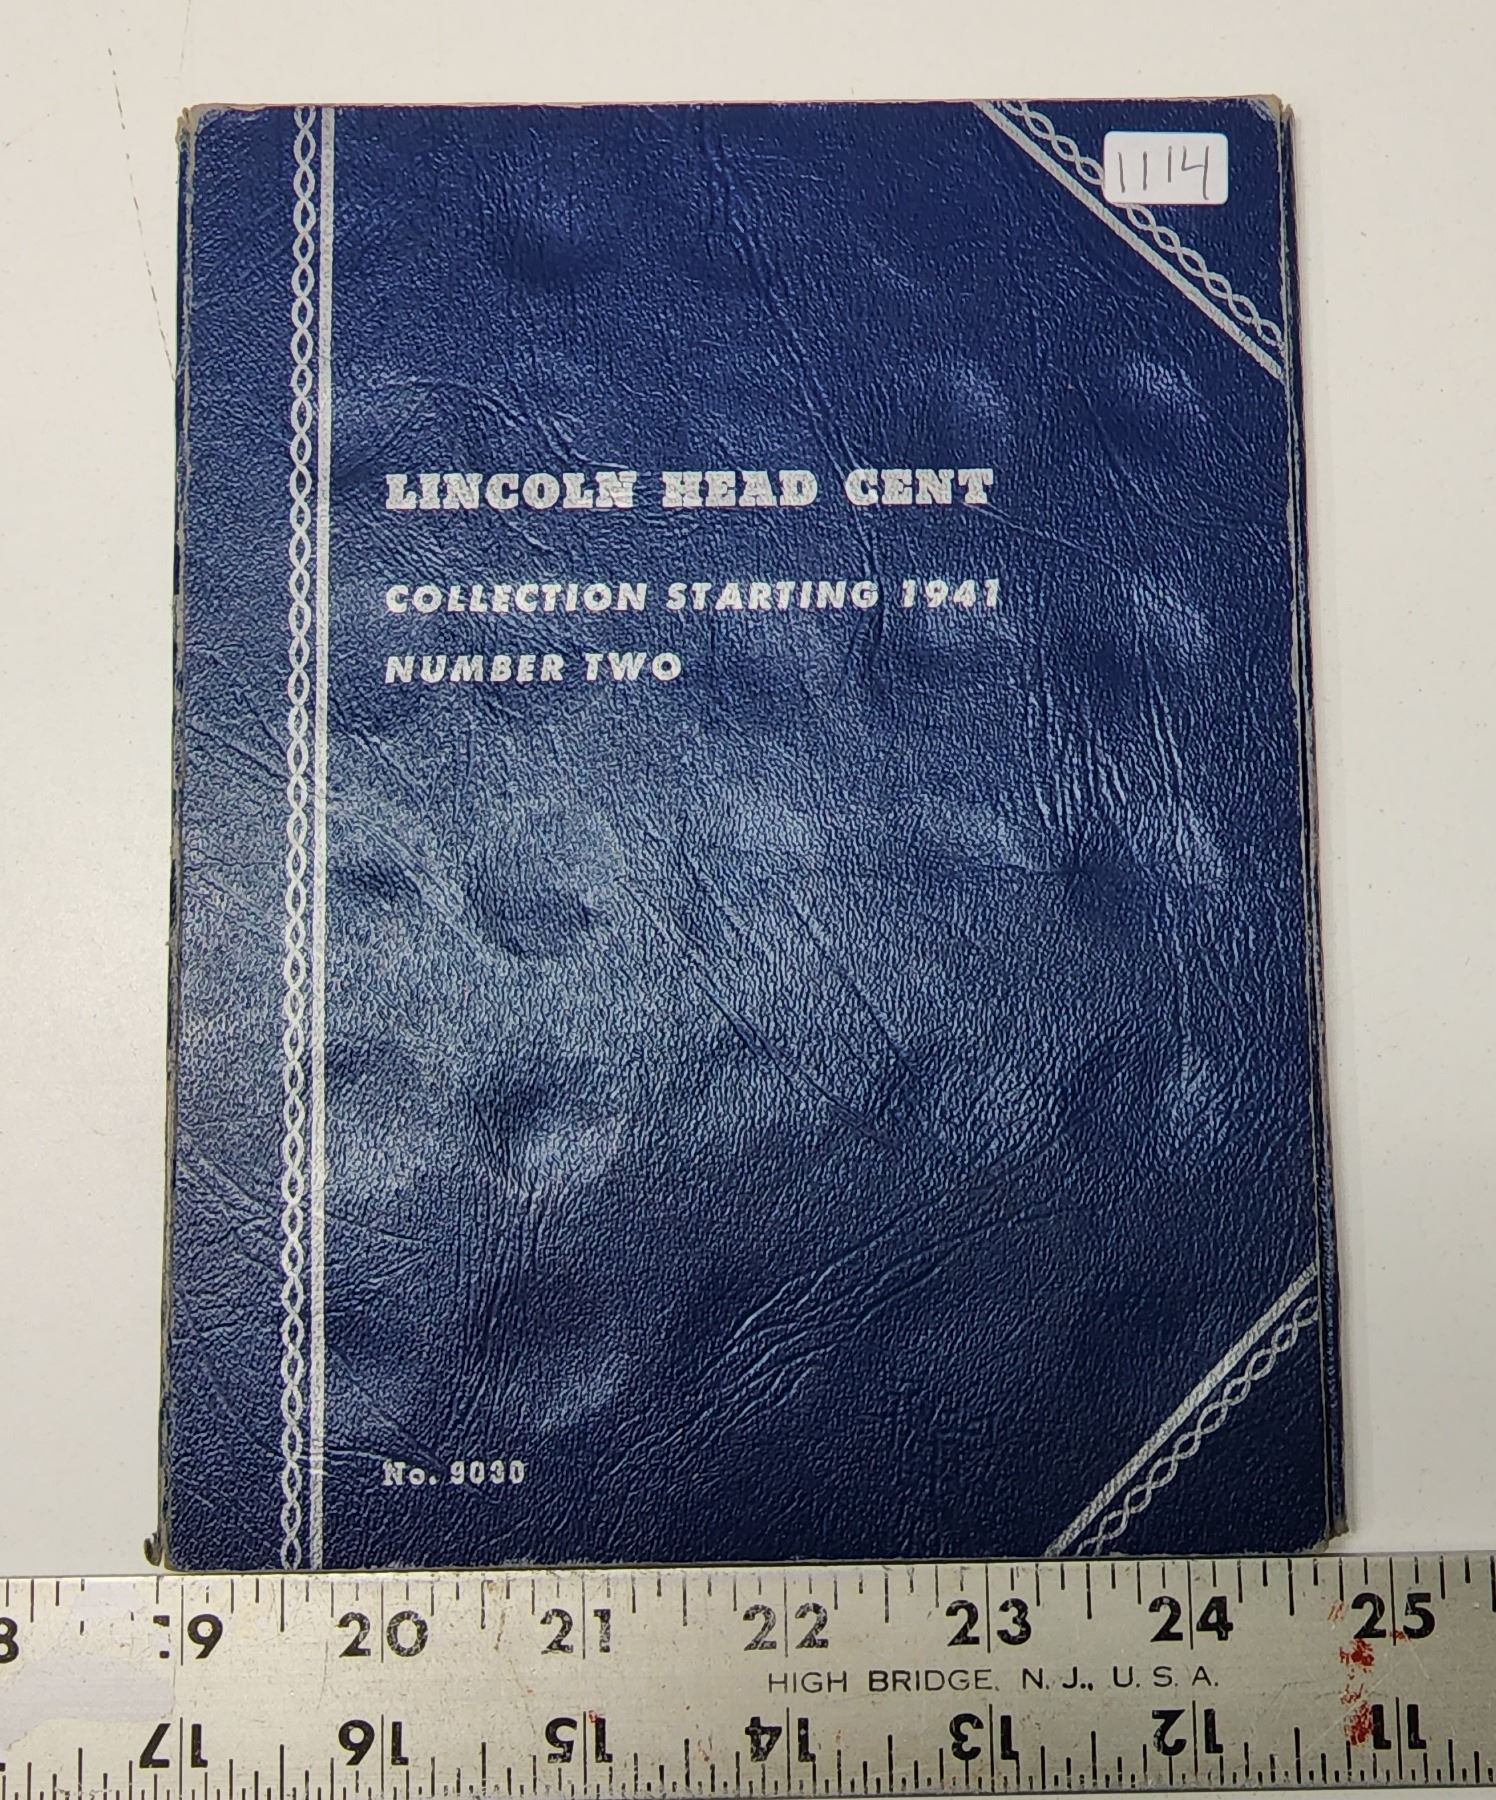 1114
LINCOLN HEAD CENT
COLLECTION STARTING 1941
NUMBER TWO
No. 9030
8 19 20 21 22 23 24 25
HIGH BRIDGE, N. J., U. S. A.
17 16 15 14 13 12 11